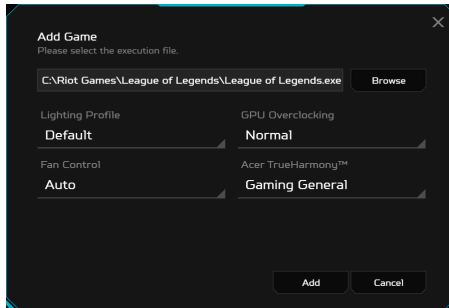 Add Game
Please select the execution file.
C:\Riot Games\League of Legends\League of Legends.exe Browse
Lighting Profile GPU Overclocking
Default Normal
Fan Control Acer TrueHarmony™
Auto Gaming General
Add Cancel